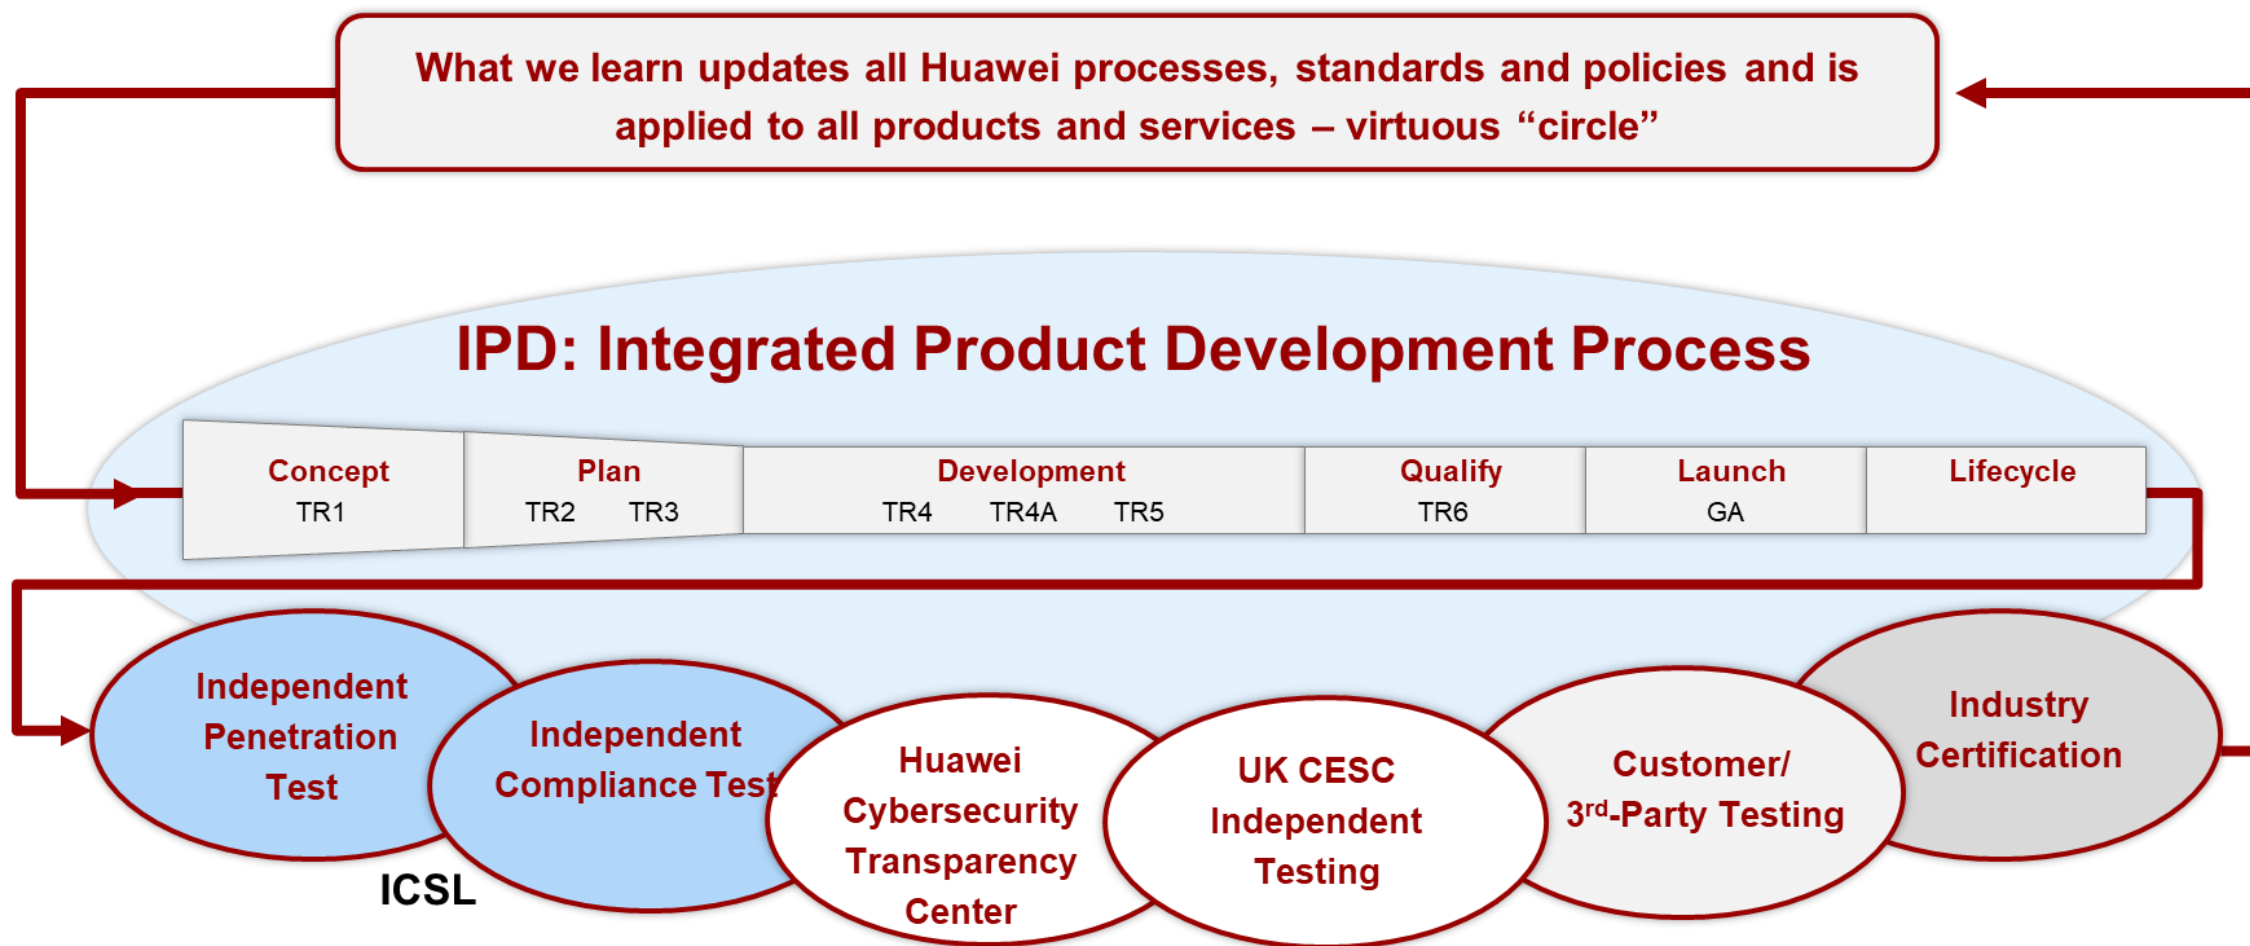 What we learn updates all Huawei processes, standards and policies and is
applied to all products and services – virtuous “circle”
IPD: Integrated Product Development Process
Concept
TR1
Plan
TR2 TR3
Development
TR4 TR4A TR5
Qualify
TR6
Launch
GA
Lifecycle
Independent
Penetration
Test
Independent
Compliance Test
ICSL
Huawei
Cybersecurity
Transparency
Center
UK CESC
Independent
Testing
Customer/
3rd-Party Testing
Industry
Certification